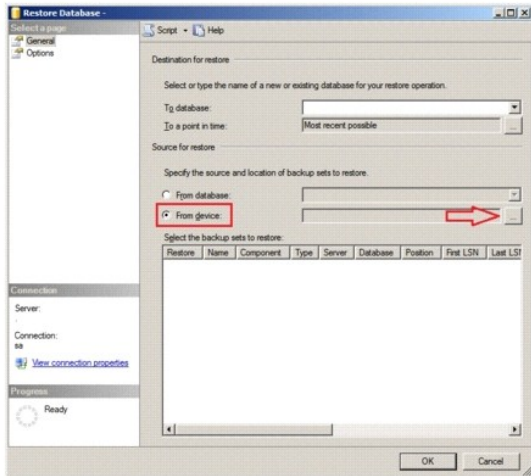 Restore Database -
Select a page
General
Options
Script
Help
Destination for restore
Select or type the name of a new or existing database for your restore operation.
To database:
To a point in time:
Most recent possible
...
Source for restore
Specify the source and location of backup sets to restore.
From database:
From device:
...
Select the backup sets to restore:
Restore Name Component Type Server Database Position First LSN Last LSN
Connection
Server:
.
Connection:
sa
View connection properties
Progress
Ready
OK
Cancel